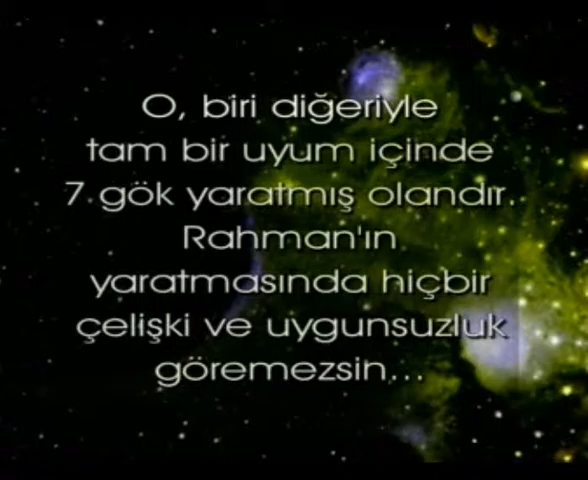 O, biri diğeriyle
tam bir uyum içinde
7 gök yaratmış olandır.
Rahman'ın
yaratmasında hiçbir
çelişki ve uygunsuzluk
göremezsin...